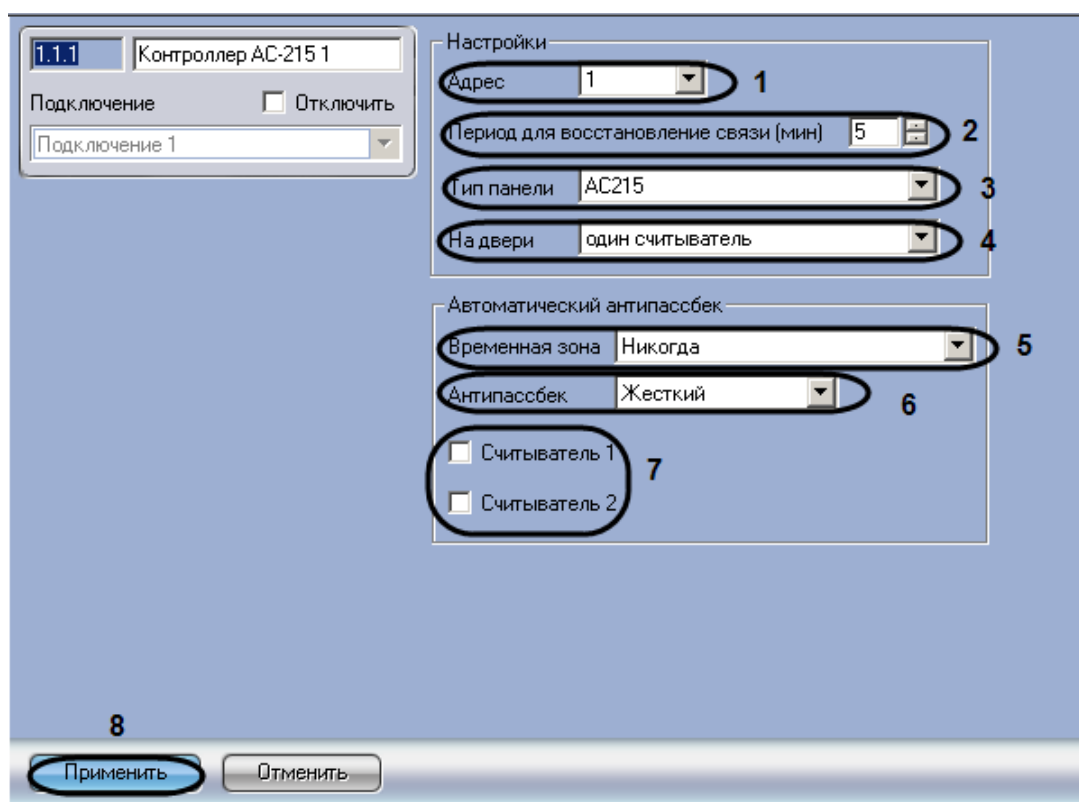 1.1.1 Контроллер AC-215 1
Подключение Отключить
Подключение 1
Настройки
Адрес 1 1
Период для восстановление связи (мин) 5 2
Тип панели AC215 3
На двери один считыватель 4
Автоматический антипассбек
Временная зона Никогда 5
Антипассбек Жесткий 6
Считыватель 1
7
Считыватель 2
8
Применить Отменить